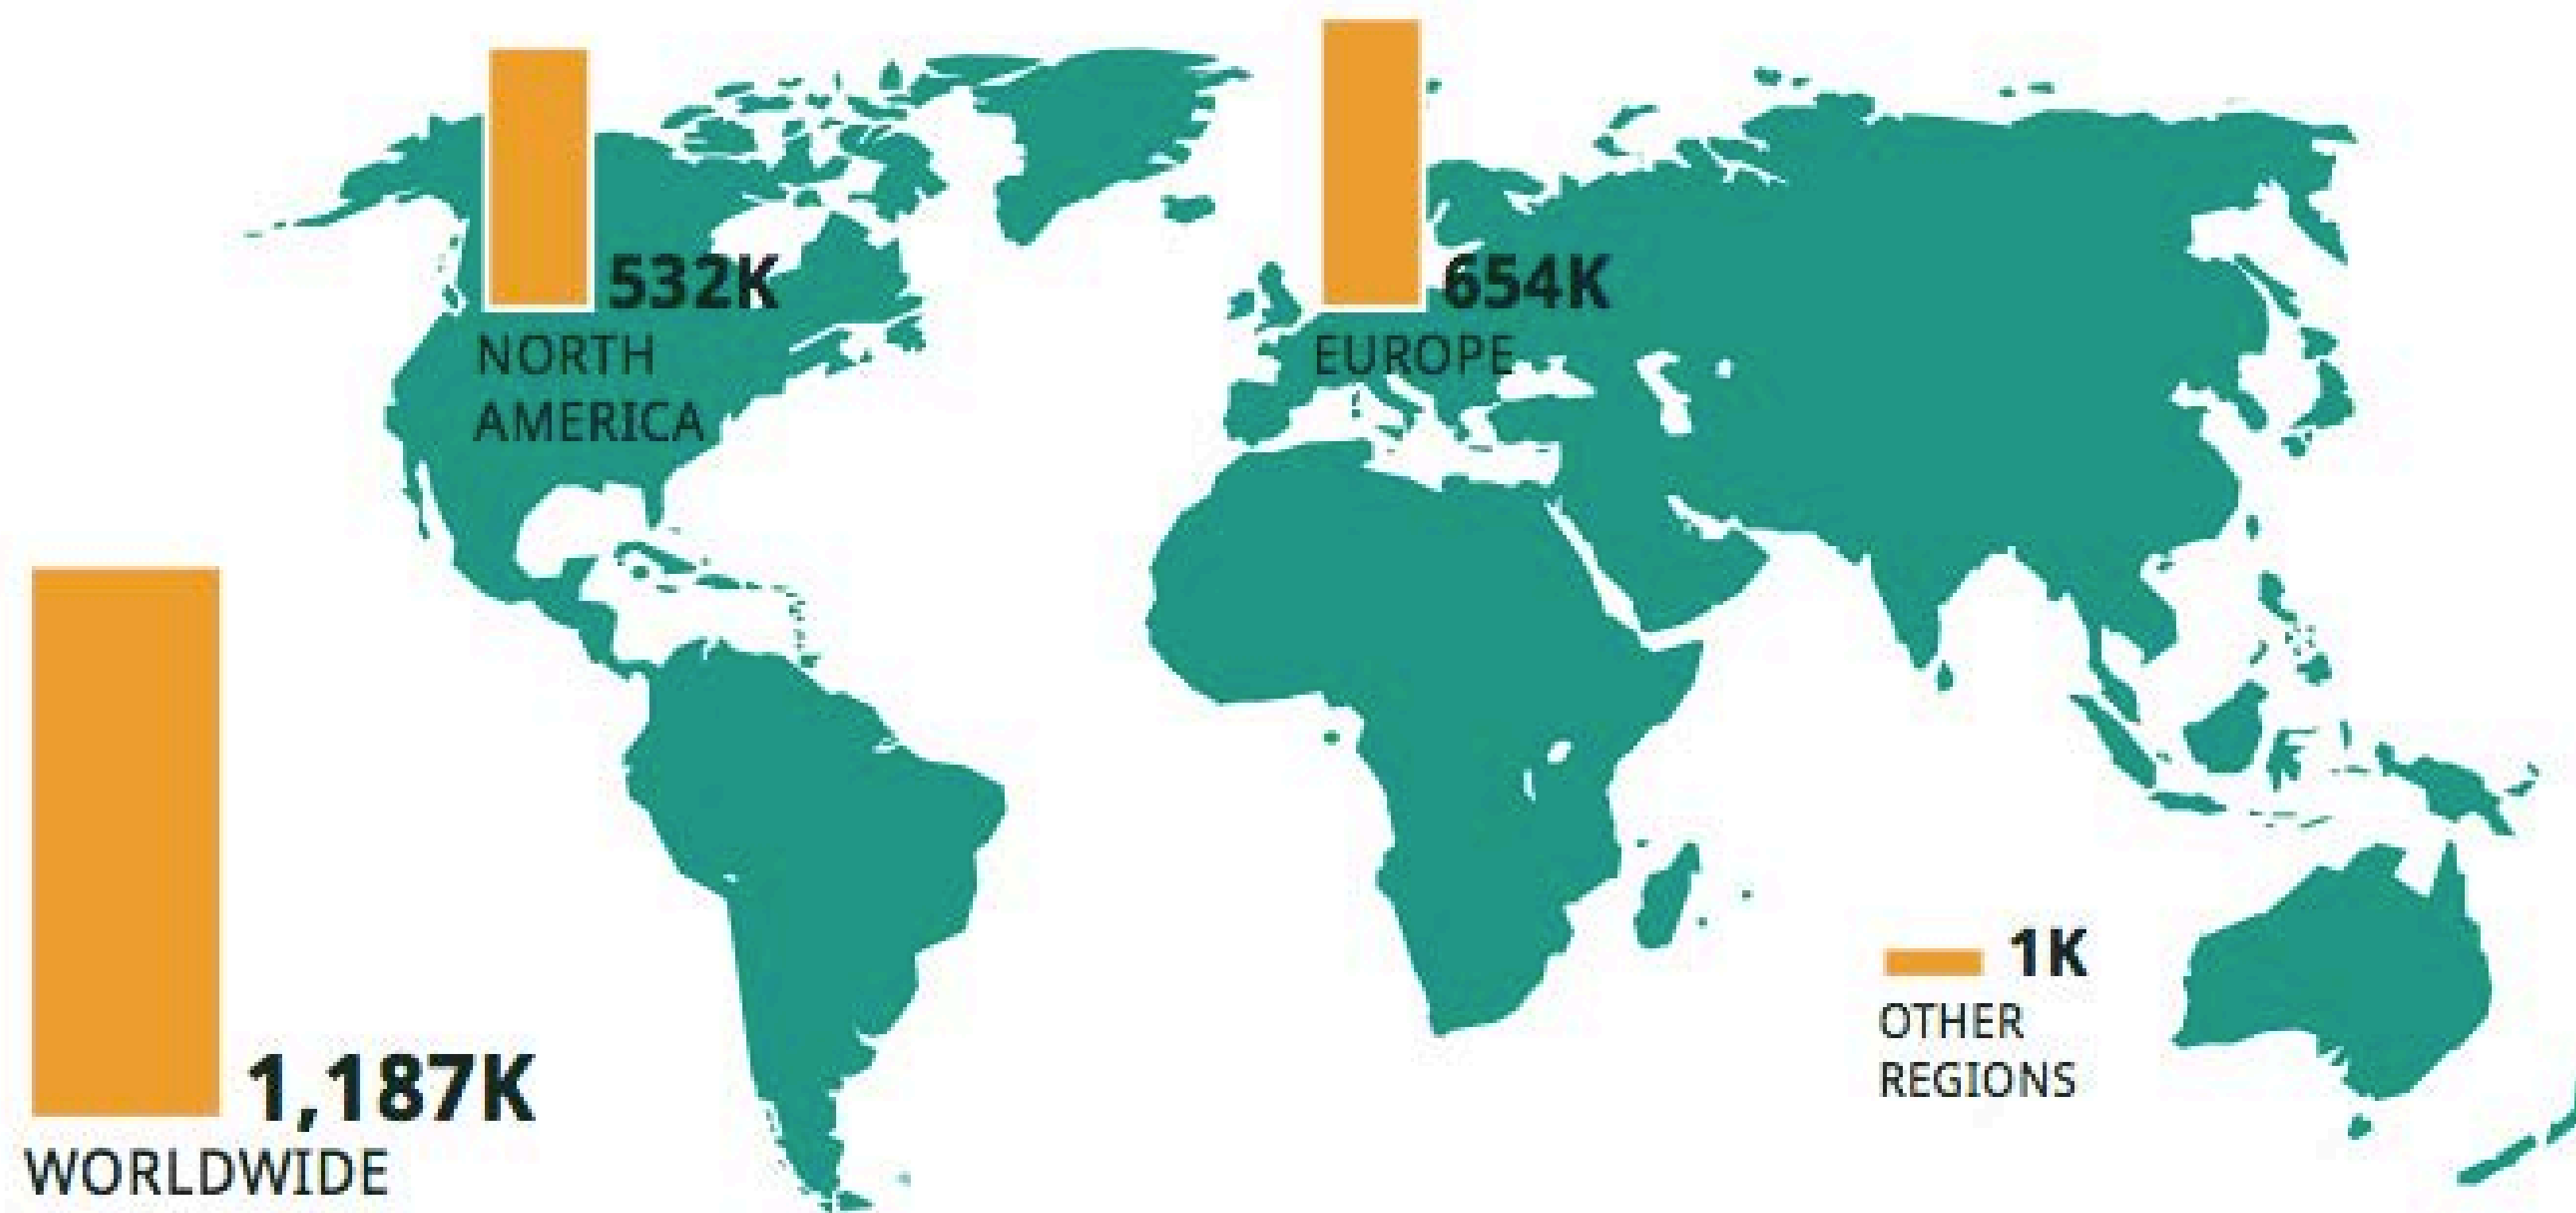 532K
NORTH
AMERICA
654K
EUROPE
1,187K
WORLDWIDE
1K
OTHER
REGIONS